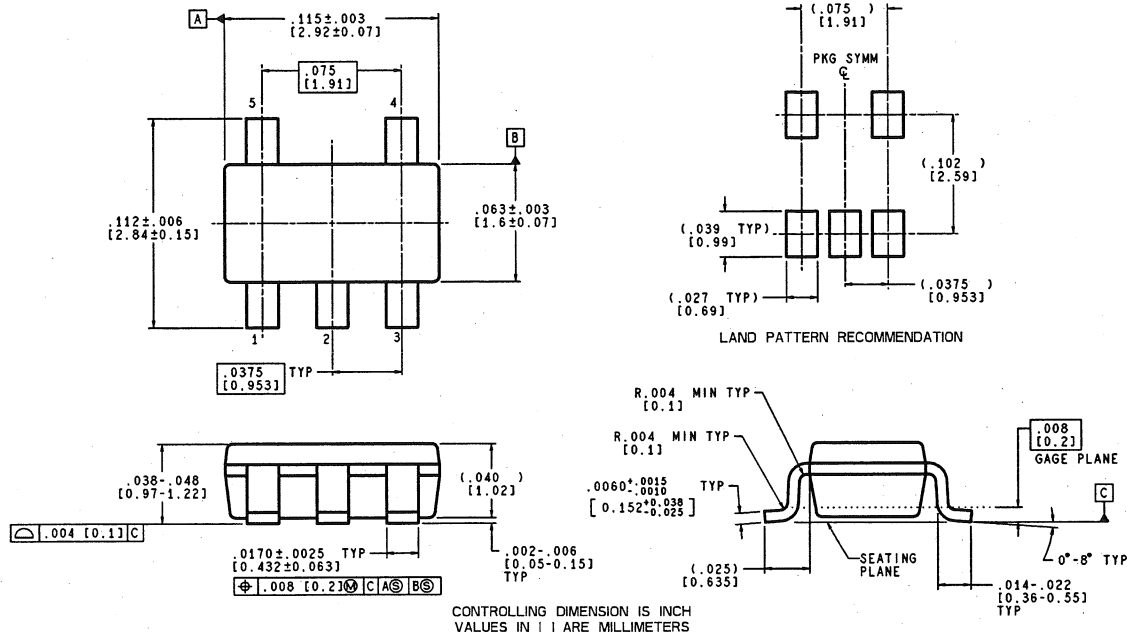 A
.115±.003
[2.92±0.07]
.075
[1.91]
5
4
B
.112±.006
[2.84±0.15]
.063±.003
[1.6±0.07]
1
2
3
.0375 TYP
[0.953]
(.075 )
[1.91]
PKG SYMM
℄
(.102 )
[2.59]
(.039 TYP)
[0.99]
(.027 TYP)
[0.69]
(.0375 )
[0.953]
LAND PATTERN RECOMMENDATION
.038-.048
[0.97-1.22]
(.040 )
[1.02]
⌓ .004 [0.1] C
.0170±.0025 TYP
[0.432±0.063]
⌖ .008 [0.2]Ⓜ C AⓈ BⓈ
.002-.006
[0.05-0.15]
TYP
R.004 MIN TYP
[0.1]
R.004 MIN TYP
[0.1]
.008
[0.2]
GAGE PLANE
.0060+.0015 -.0010 TYP
[0.152+0.038 -0.025]
C
(.025)
[0.635]
SEATING
PLANE
0°-8° TYP
.014-.022
[0.36-0.55]
TYP
CONTROLLING DIMENSION IS INCH
VALUES IN [ ] ARE MILLIMETERS